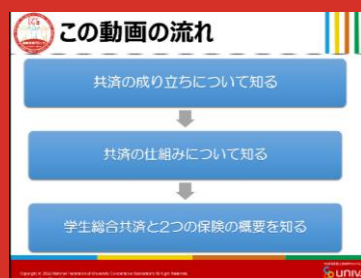 この動画の流れ
共済の成り立ちについて知る
共済の仕組みについて知る
学生総合共済と2つの保険の概要を知る
univ